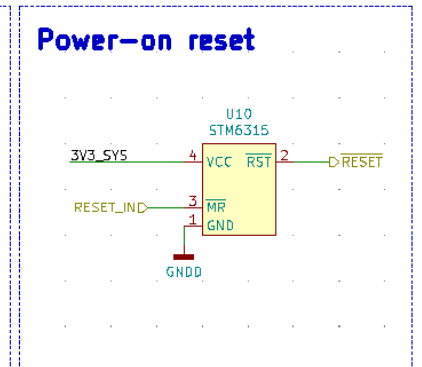 Power-on reset
U10
STM6315
3V3_SYS 4 VCC RST 2 RESET
RESET_IN 3 MR
1 GND
GNDD